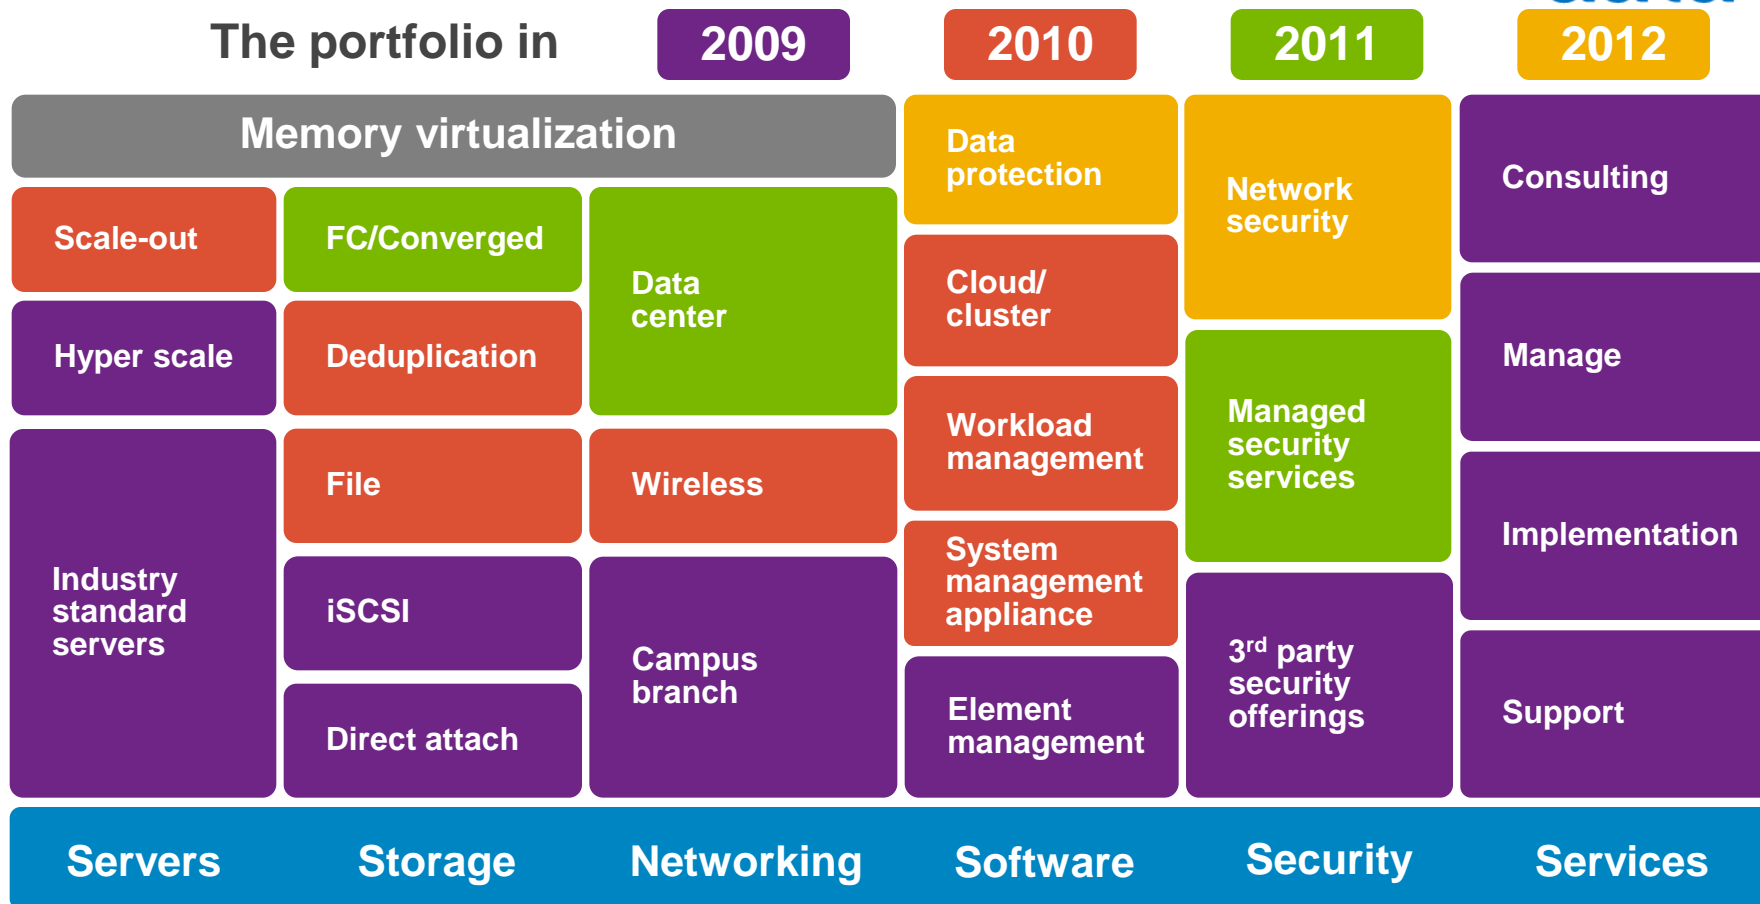 The portfolio in 2009 2010 2011 2012
Memory virtualization
Scale-out
Hyper scale
Industry
standard
servers
FC/Converged
Deduplication
File
iSCSI
Direct attach
Data
center
Wireless
Campus
branch
Data
protection
Cloud/
cluster
Workload
management
System
management
appliance
Element
management
Network
security
Managed
security
services
3rd party
security
offerings
Consulting
Manage
Implementation
Support
Servers Storage Networking Software Security Services